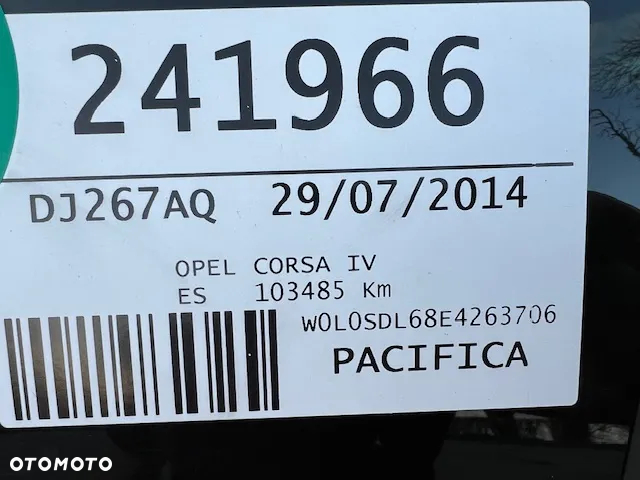 241966
DJ267AQ 29/07/2014
OPEL CORSA IV
ES 103485 Km
W0L0SDL68E4263706
PACIFICA
OTOMOTO